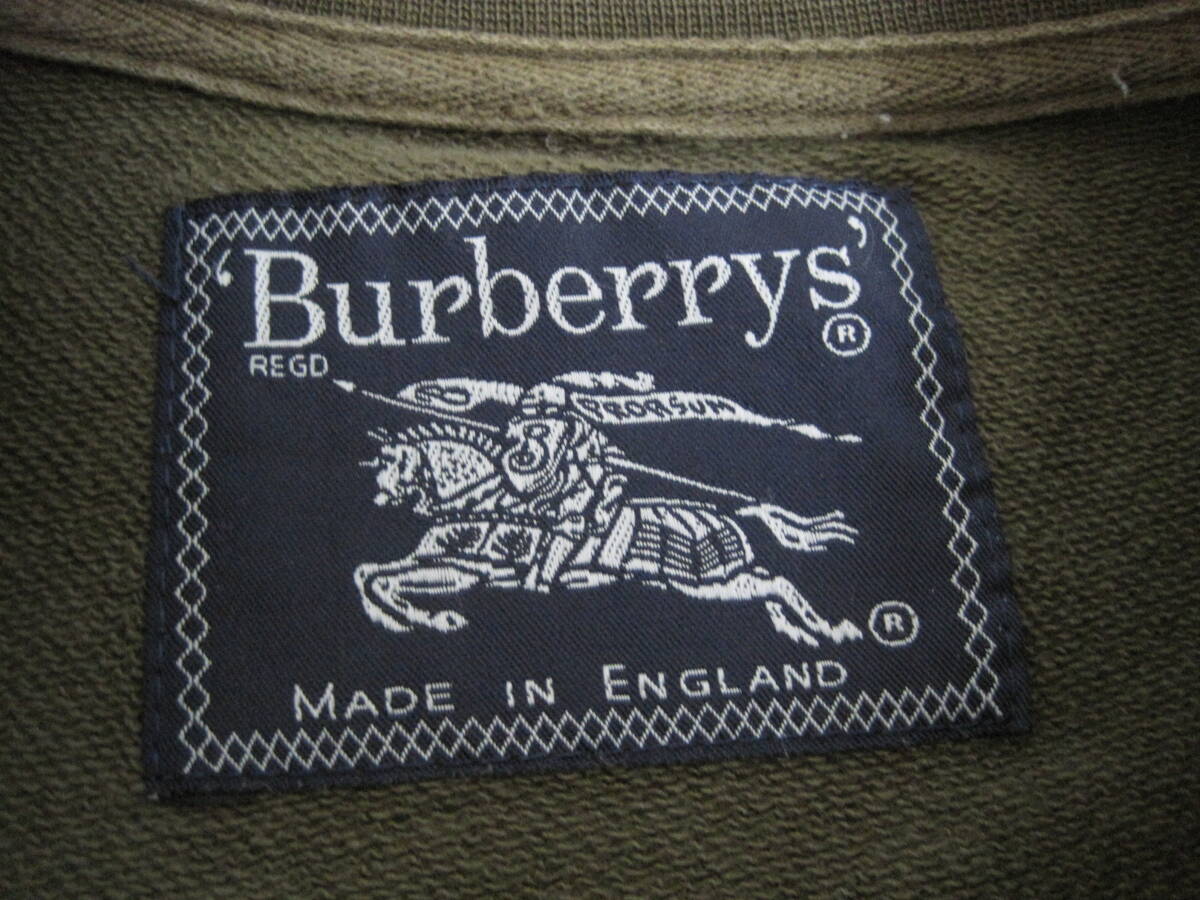 'Burberrys'®
REGD
PRORSUM
B
®
MADE IN ENGLAND